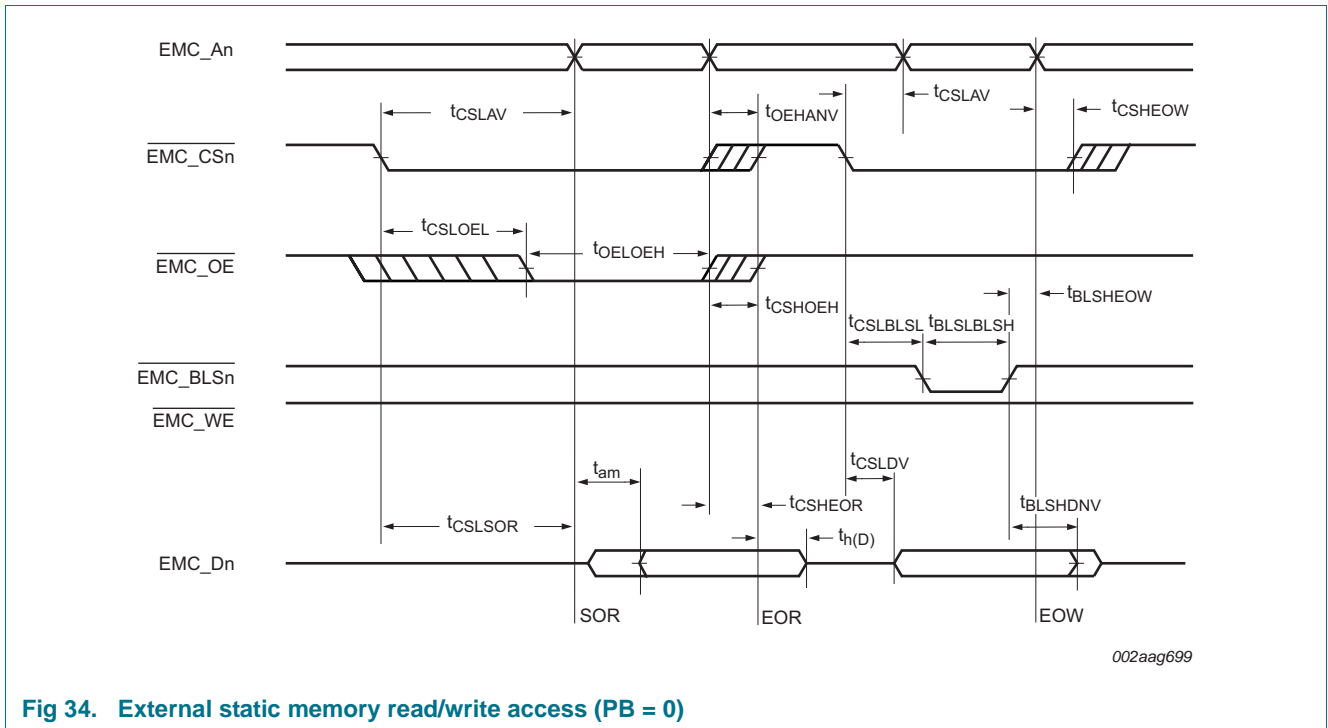 EMC_An
tCSLAV
tOEHANV
tCSLAV
tCSHEOW
EMC_CSn
tCSLOEL
tOELOEH
EMC_OE
tCSHOEH
tBLSHEOW
tCSLBLSL
tBLSLBLSH
EMC_BLSn
EMC_WE
tam
tCSLDV
tCSLSOR
tCSHEOR
tBLSHDNV
th(D)
EMC_Dn
SOR
EOR
EOW
002aag699
Fig 34. External static memory read/write access (PB = 0)